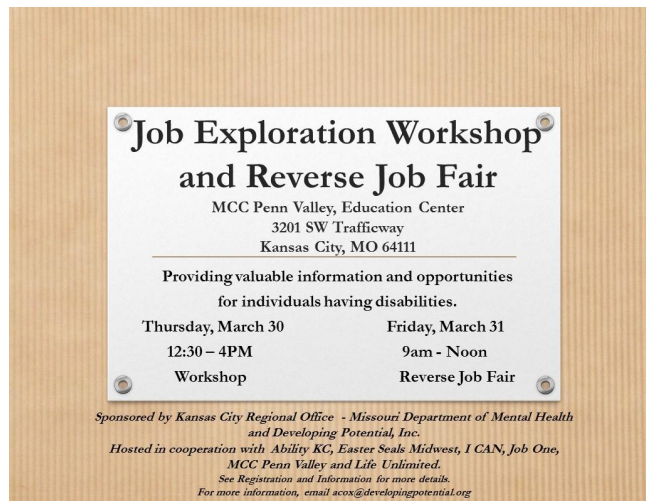 Job Exploration Workshop
and Reverse Job Fair
MCC Penn Valley, Education Center
3201 SW Trafficway
Kansas City, MO 64111
Providing valuable information and opportunities
for individuals having disabilities.
Thursday, March 30 Friday, March 31
12:30 – 4PM 9am - Noon
Workshop Reverse Job Fair
Sponsored by Kansas City Regional Office - Missouri Department of Mental Health
and Developing Potential, Inc.
Hosted in cooperation with Ability KC, Easter Seals Midwest, I CAN, Job One,
MCC Penn Valley and Life Unlimited.
See Registration and Information for more details.
For more information, email acox@developingpotential.org